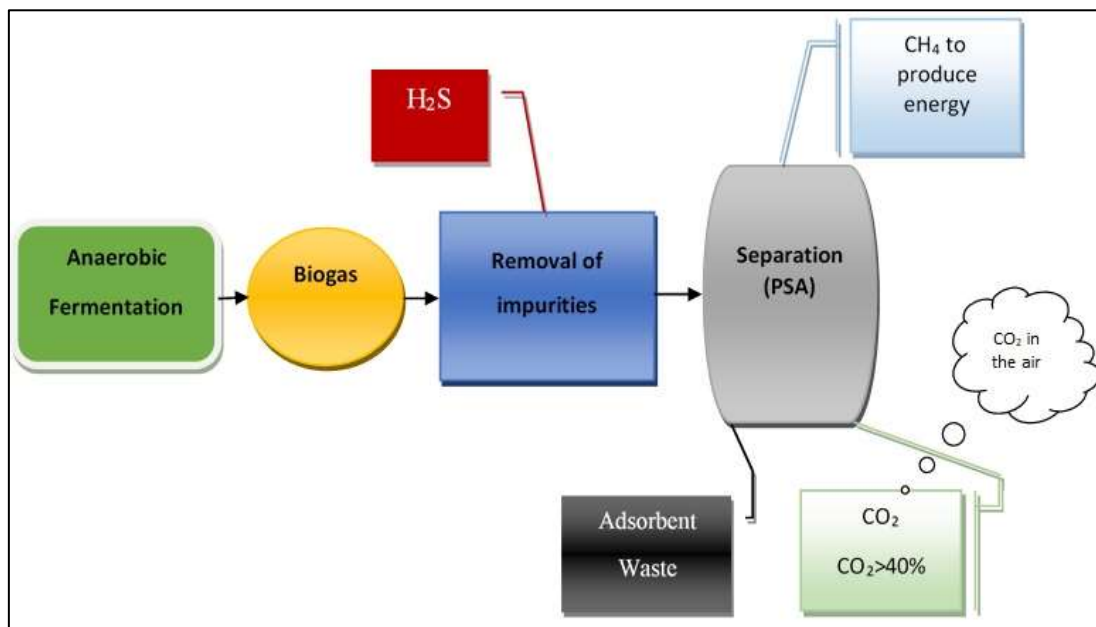 Anaerobic
Fermentation
Biogas
H₂S
Removal of
impurities
Separation
(PSA)
CH₄ to
produce
energy
CO₂ in
the air
Adsorbent
Waste
CO₂
CO₂>40%